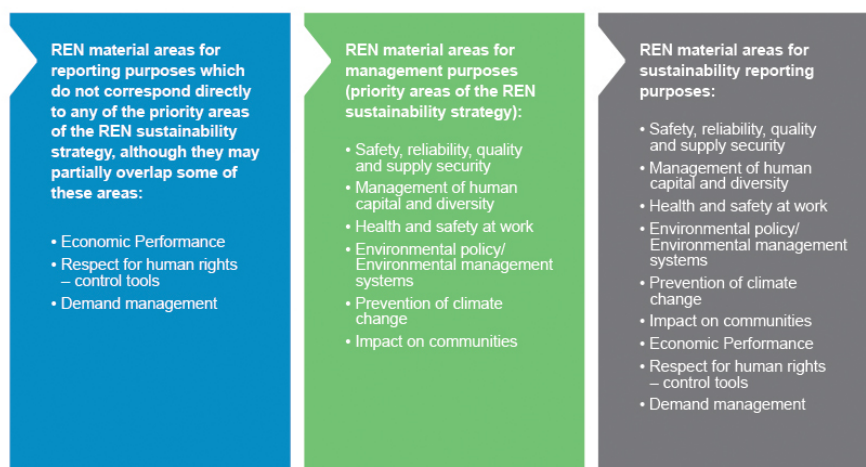 REN material areas for
reporting purposes which
do not correspond directly
to any of the priority areas
of the REN sustainability
strategy, although they may
partially overlap some of
these areas:
• Economic Performance
• Respect for human rights
– control tools
• Demand management
REN material areas for
management purposes
(priority areas of the REN
sustainability strategy):
• Safety, reliability, quality
and supply security
• Management of human
capital and diversity
• Health and safety at work
• Environmental policy/
Environmental management
systems
• Prevention of climate
change
• Impact on communities
REN material areas for
sustainability reporting
purposes:
• Safety, reliability, quality
and supply security
• Management of human
capital and diversity
• Health and safety at work
• Environmental policy/
Environmental management
systems
• Prevention of climate
change
• Impact on communities
• Economic Performance
• Respect for human rights
– control tools
• Demand management